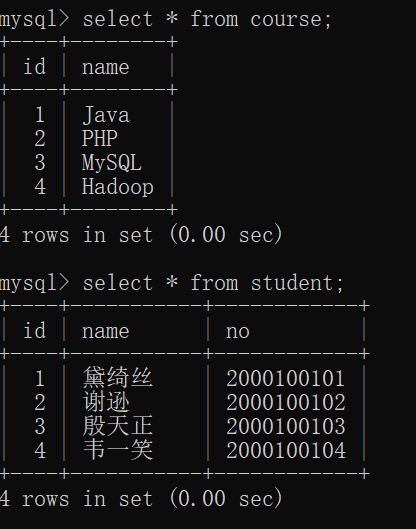 mysql> select * from course;
+----+--------+
| id | name   |
+----+--------+
|  1 | Java   |
|  2 | PHP    |
|  3 | MySQL  |
|  4 | Hadoop |
+----+--------+
4 rows in set (0.00 sec)
mysql> select * from student;
+----+-----------+------------+
| id | name      | no         |
+----+-----------+------------+
|  1 | 黛绮丝    | 2000100101 |
|  2 | 谢逊      | 2000100102 |
|  3 | 殷天正    | 2000100103 |
|  4 | 韦一笑    | 2000100104 |
+----+-----------+------------+
4 rows in set (0.00 sec)